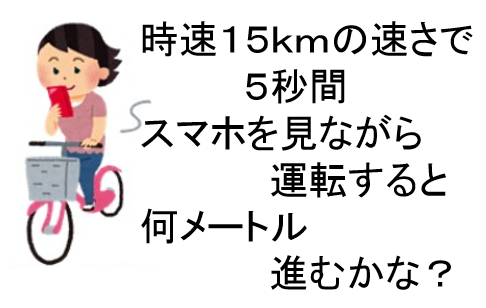 時速１５ｋｍの速さで
５秒間
スマホを見ながら
運転すると
何メートル
進むかな？